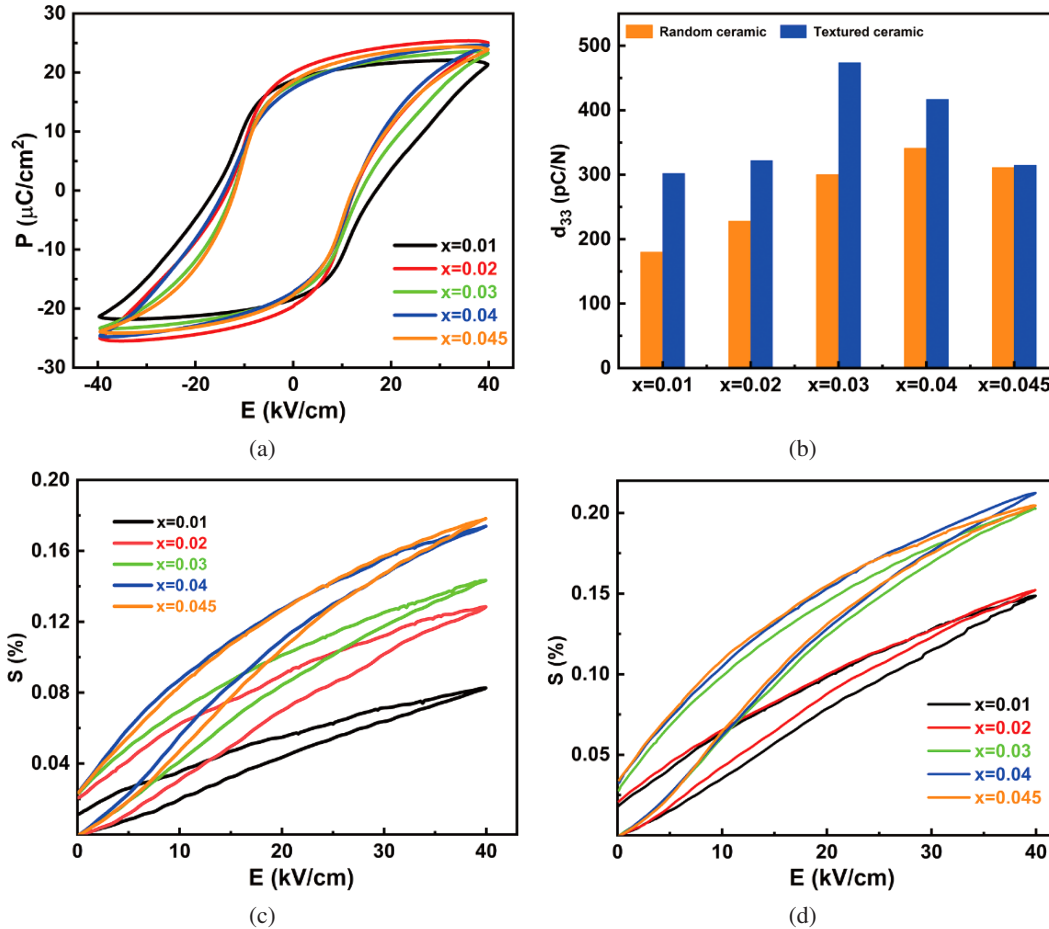 30
20
10
0
-10
-20
-30
P (μC/cm²)
-40
-20
0
20
40
E (kV/cm)
x=0.01
x=0.02
x=0.03
x=0.04
x=0.045
(a)
500
400
300
200
100
0
d₃₃ (pC/N)
Random ceramic
Textured ceramic
x=0.01
x=0.02
x=0.03
x=0.04
x=0.045
(b)
0.20
0.16
0.12
0.08
0.04
S (%)
x=0.01
x=0.02
x=0.03
x=0.04
x=0.045
0
10
20
30
40
E (kV/cm)
(c)
0.20
0.15
0.10
0.05
S (%)
x=0.01
x=0.02
x=0.03
x=0.04
x=0.045
0
10
20
30
40
E (kV/cm)
(d)